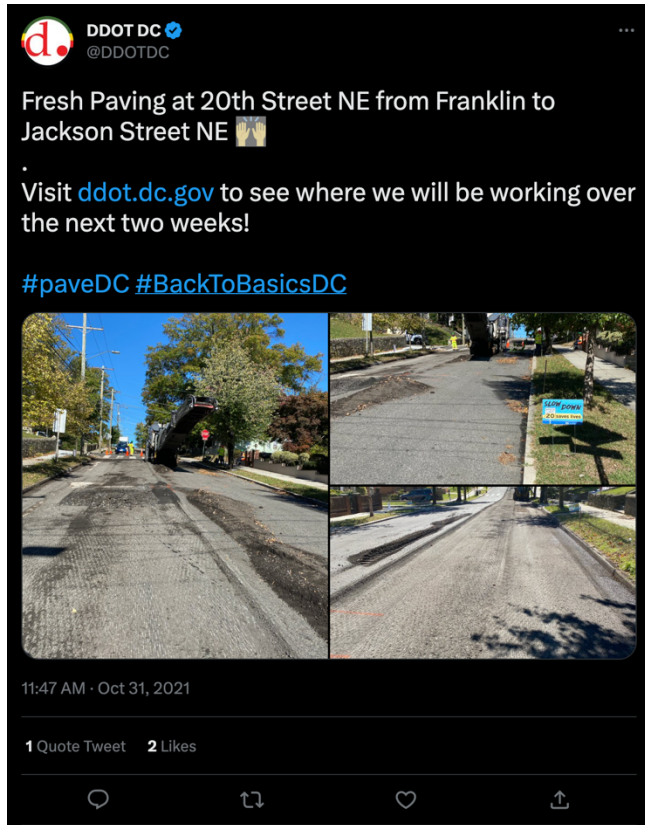 DDOT DC
@DDOTDC
Fresh Paving at 20th Street NE from Franklin to
Jackson Street NE 🙌🏼
.
Visit ddot.dc.gov to see where we will be working over
the next two weeks!
#paveDC #BackToBasicsDC
SLOW DOWN
20 saves lives
11:47 AM · Oct 31, 2021
1 Quote Tweet 2 Likes